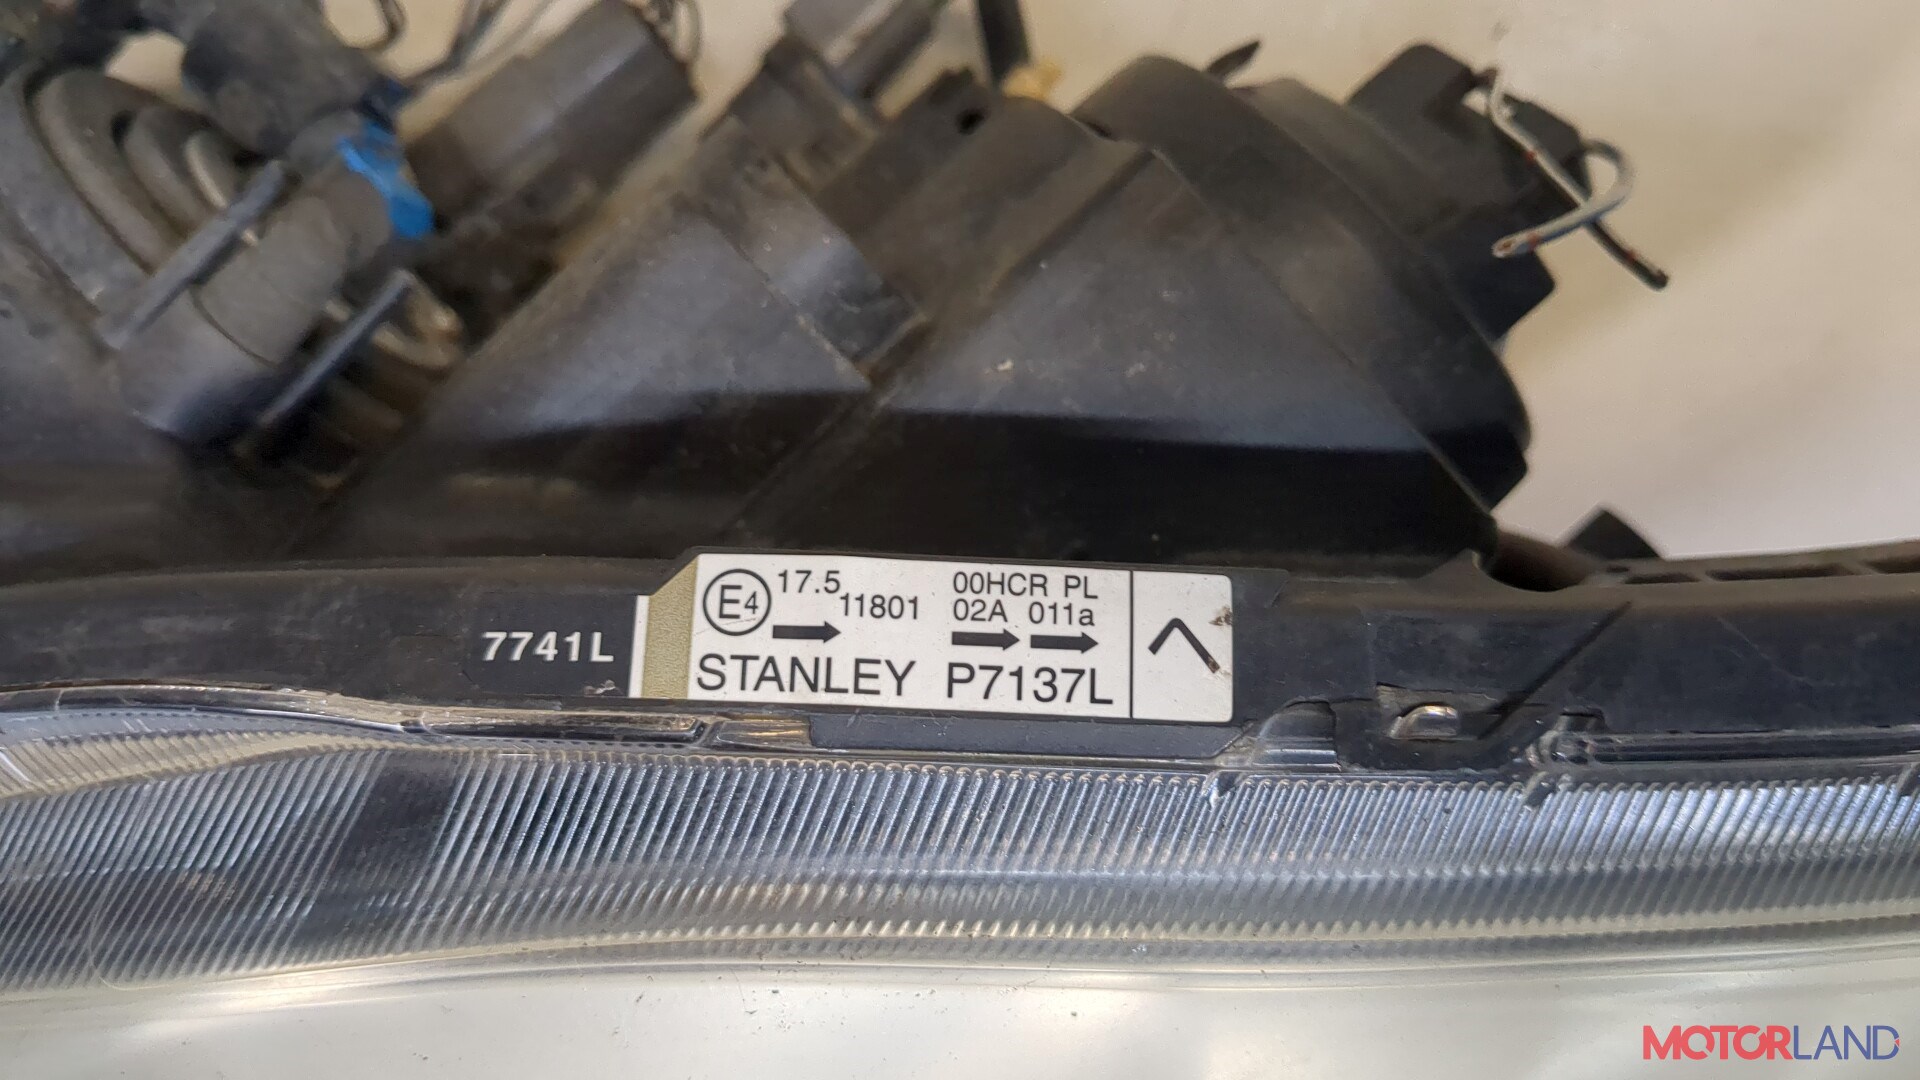 7741L
E4 17.5 11801 00HCR PL
02A 011a
STANLEY P7137L
MOTORLAND